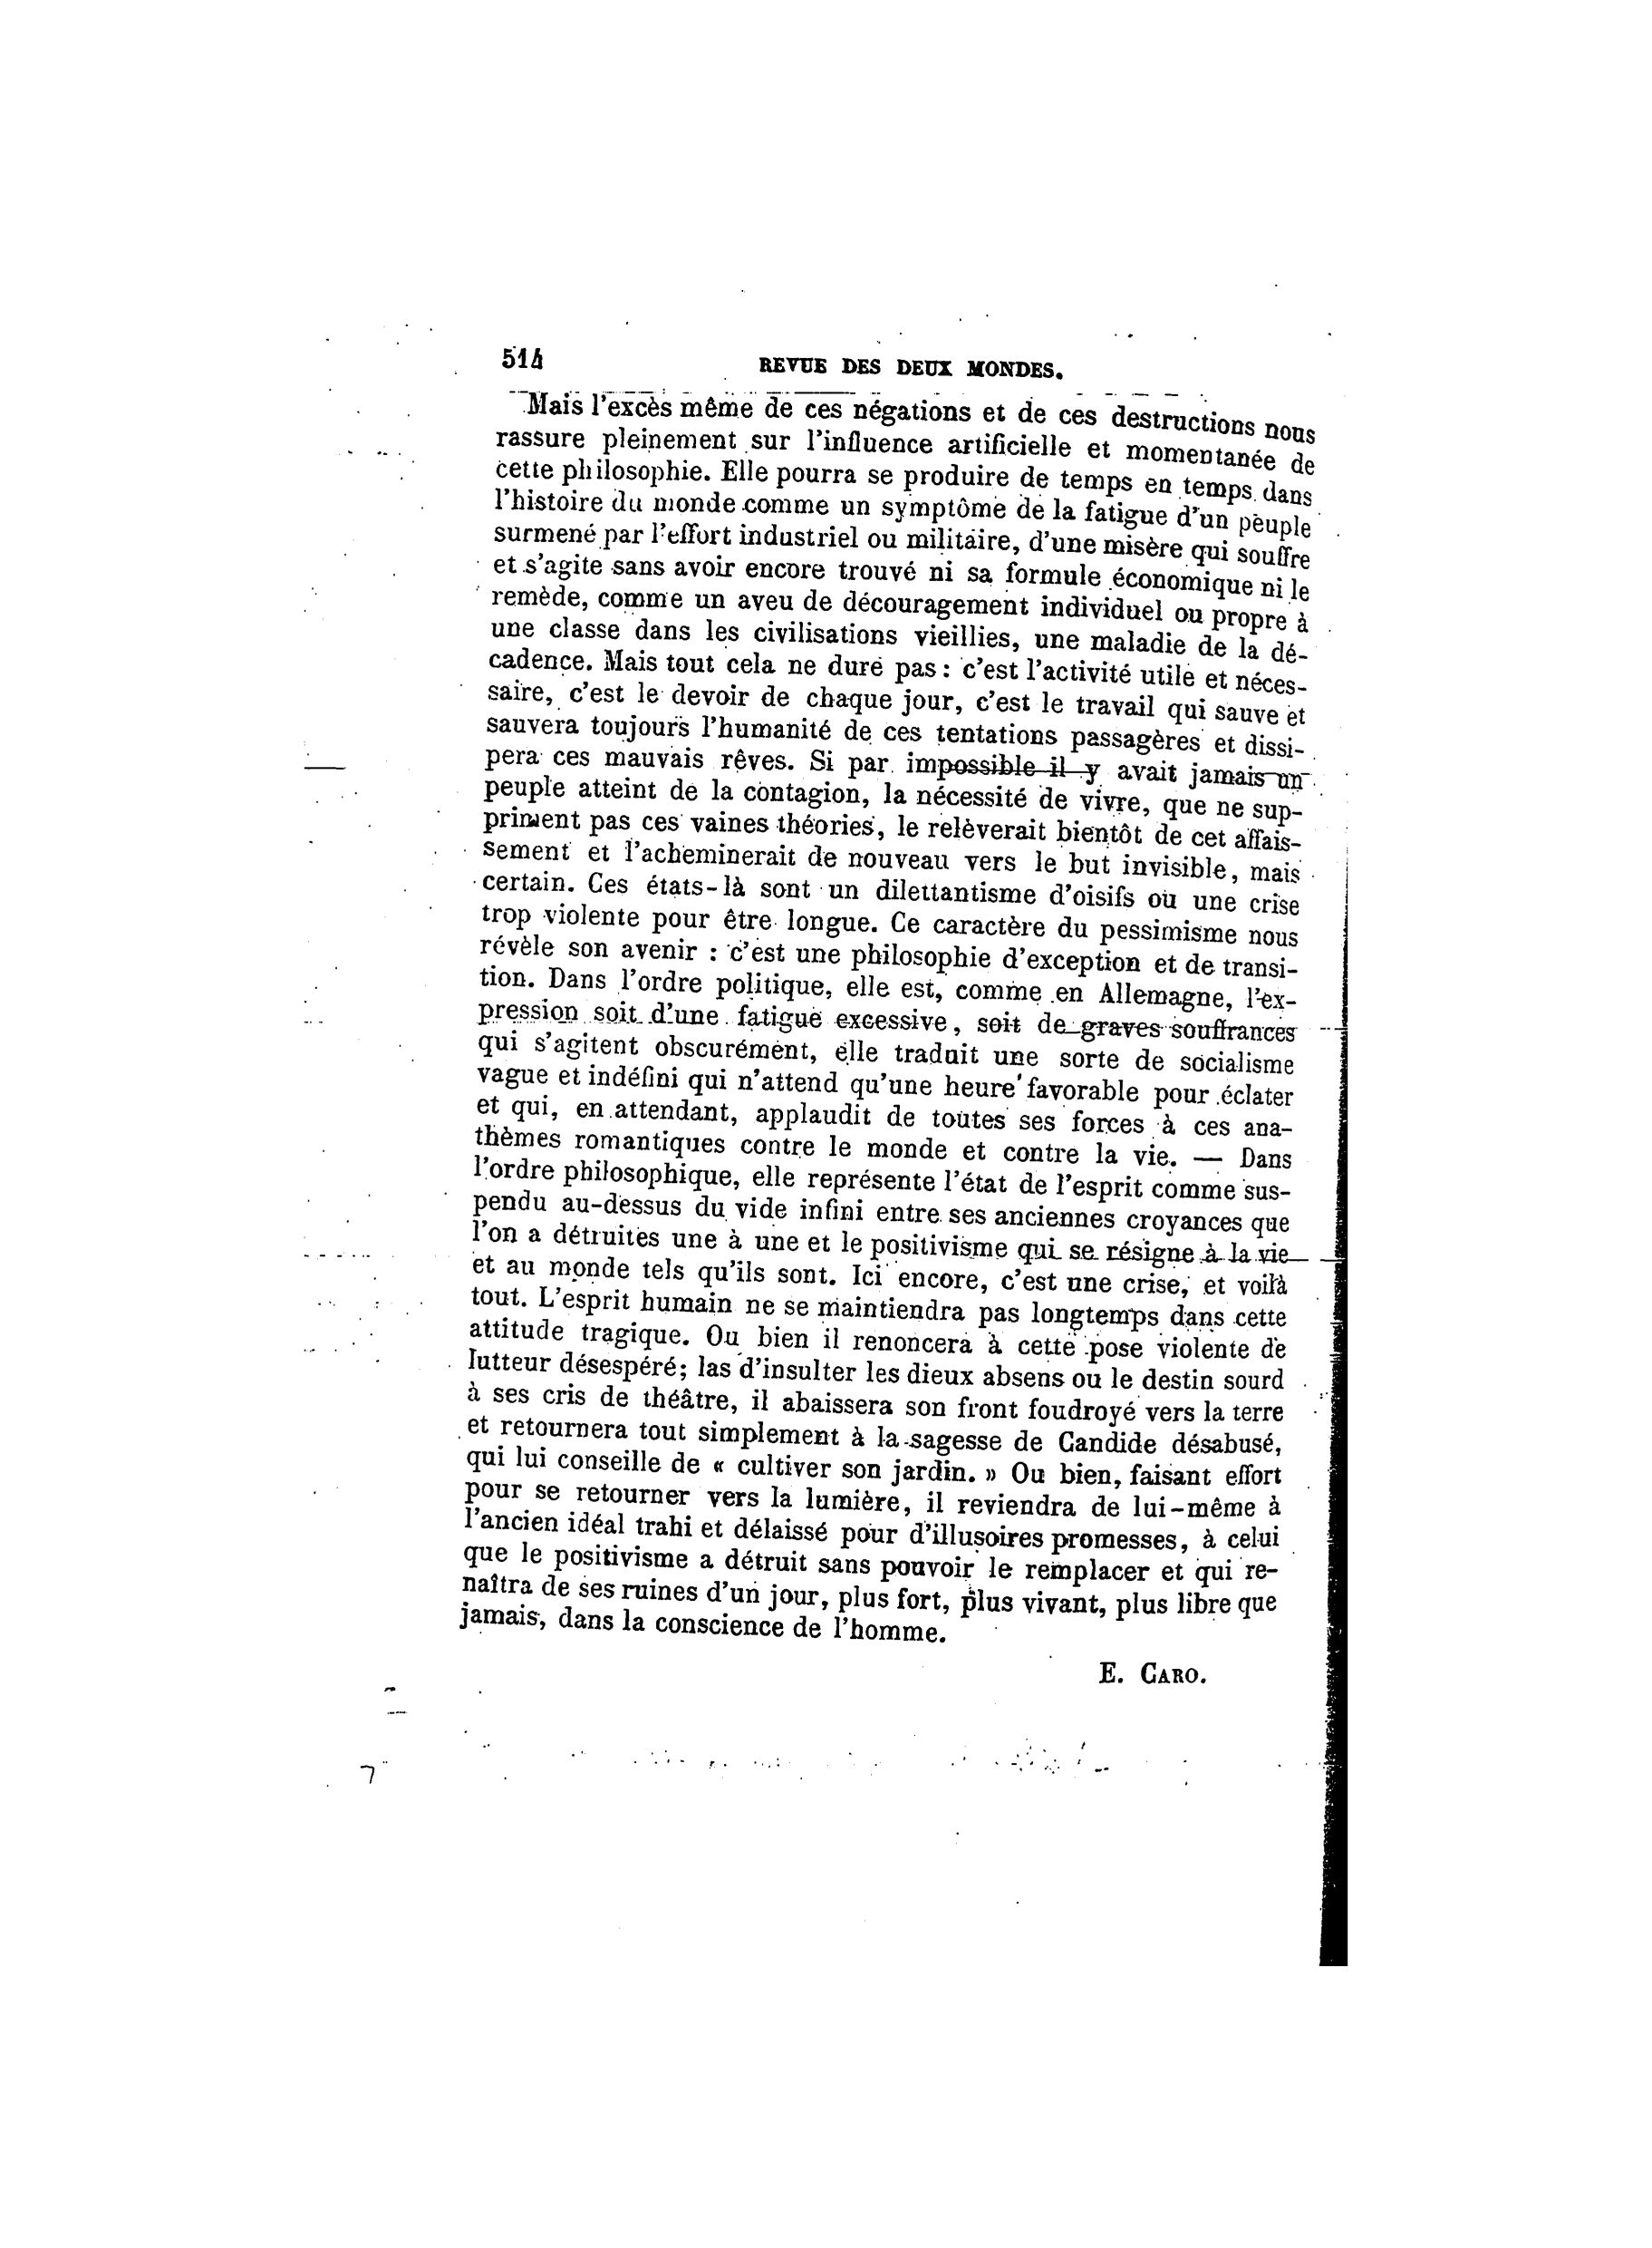 514
REVUE DES DEUX MONDES.
Mais l'excès même de ces négations et de ces destructions nous
rassure pleinement sur l'influence artificielle et momentanée de
cette philosophie. Elle pourra se produire de temps en temps dans
l'histoire du monde comme un symptôme de la fatigue d'un peuple
surmené par l'effort industriel ou militaire, d'une misère qui souffre
et s'agite sans avoir encore trouvé ni sa formule économique ni le
remède, comme un aveu de découragement individuel ou propre à
une classe dans les civilisations vieillies, une maladie de la dé-
cadence. Mais tout cela ne dure pas : c'est l'activité utile et néces-
saire, c'est le devoir de chaque jour, c'est le travail qui sauve et
sauvera toujours l'humanité de ces tentations passagères et dissi-
pera ces mauvais rêves. Si par impossible il y avait jamais un
peuple atteint de la contagion, la nécessité de vivre, que ne sup-
priment pas ces vaines théories, le relèverait bientôt de cet affais-
sement et l'acheminerait de nouveau vers le but invisible, mais
certain. Ces états-là sont un dilettantisme d'oisifs ou une crise
trop violente pour être longue. Ce caractère du pessimisme nous
révèle son avenir : c'est une philosophie d'exception et de transi-
tion. Dans l'ordre politique, elle est, comme en Allemagne, l'ex-
pression soit d'une fatigue excessive, soit de graves souffrances
qui s'agitent obscurément, elle traduit une sorte de socialisme
vague et indéfini qui n'attend qu'une heure favorable pour éclater
et qui, en attendant, applaudit de toutes ses forces à ces ana-
thèmes romantiques contre le monde et contre la vie. — Dans
l'ordre philosophique, elle représente l'état de l'esprit comme sus-
pendu au-dessus du vide infini entre ses anciennes croyances que
l'on a détruites une à une et le positivisme qui se résigne à la vie
et au monde tels qu'ils sont. Ici encore, c'est une crise, et voilà
tout. L'esprit humain ne se maintiendra pas longtemps dans cette
attitude tragique. Ou bien il renoncera à cette pose violente de
lutteur désespéré; las d'insulter les dieux absens ou le destin sourd
à ses cris de théâtre, il abaissera son front foudroyé vers la terre
et retournera tout simplement à la sagesse de Candide désabusé,
qui lui conseille de « cultiver son jardin. » Ou bien, faisant effort
pour se retourner vers la lumière, il reviendra de lui-même à
l'ancien idéal trahi et délaissé pour d'illusoires promesses, à celui
que le positivisme a détruit sans pouvoir le remplacer et qui re-
naîtra de ses ruines d'un jour, plus fort, plus vivant, plus libre que
jamais, dans la conscience de l'homme.
E. CARO.